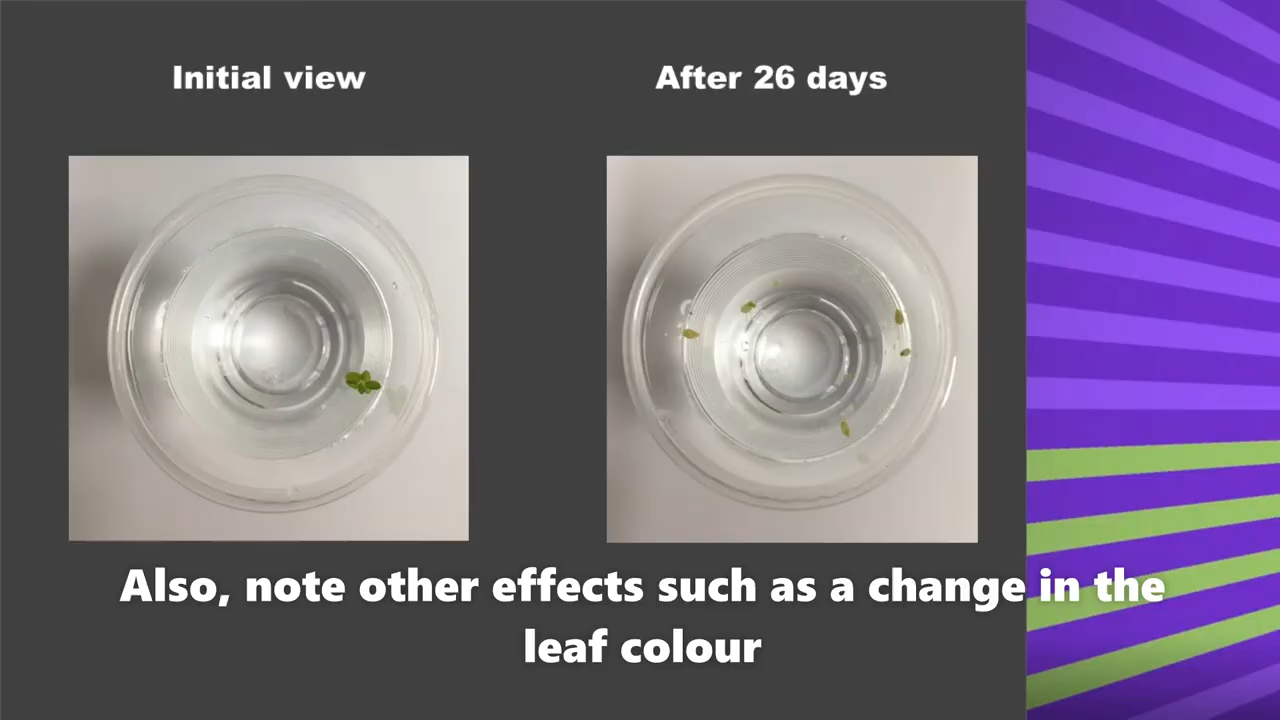 Initial view
After 26 days
Also, note other effects such as a change in the
leaf colour